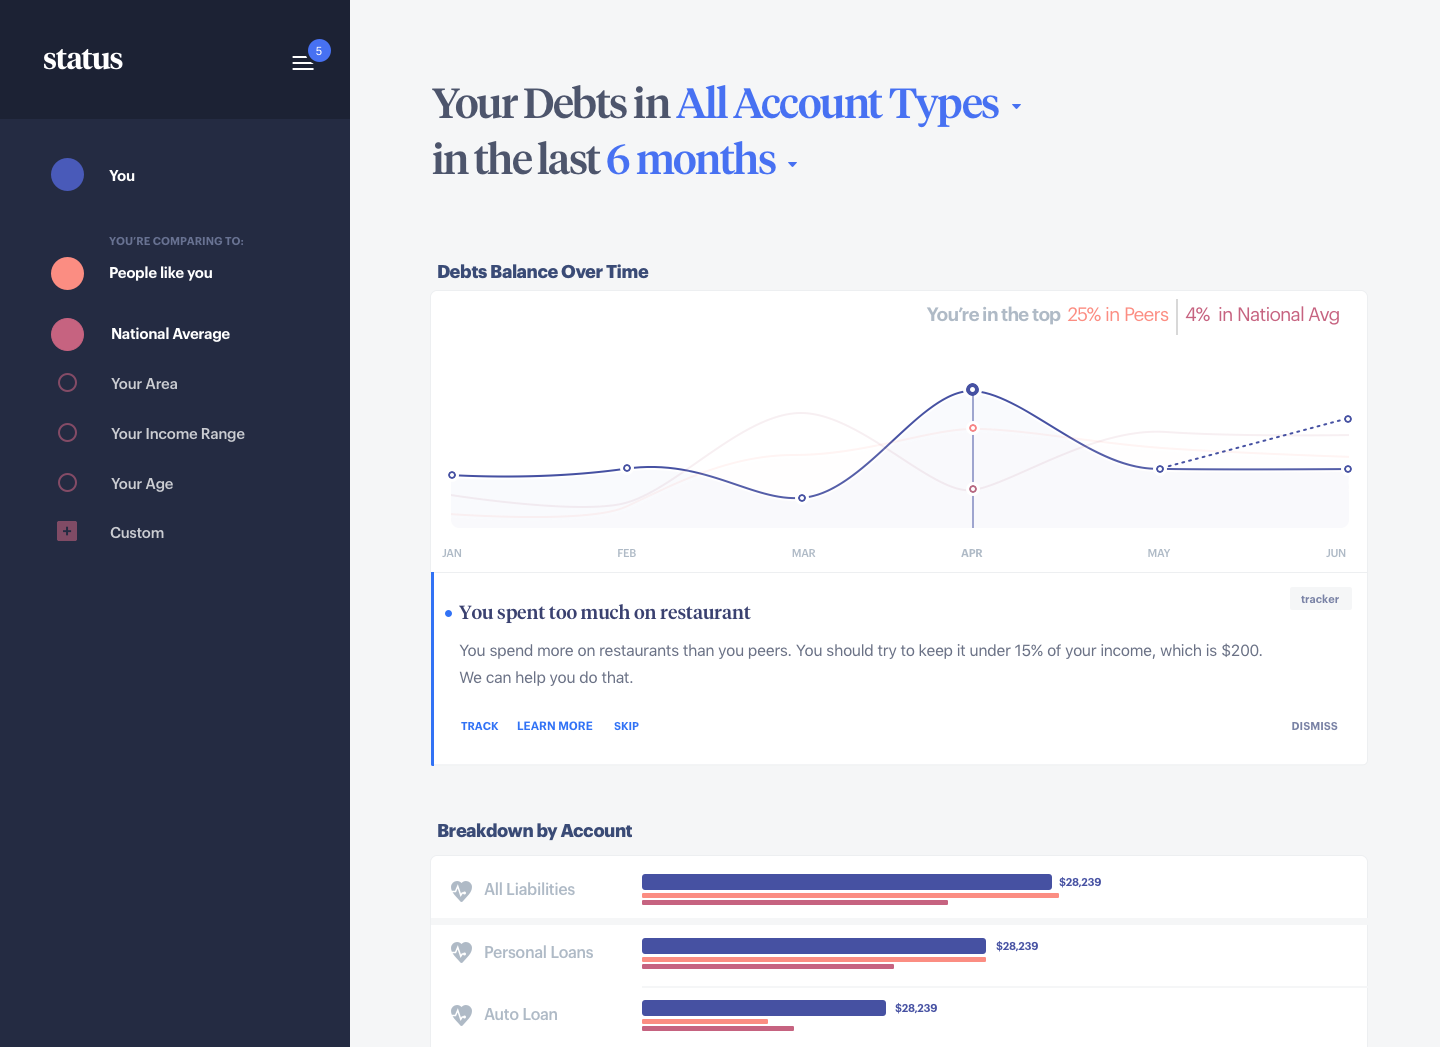 status
5
You
YOU'RE COMPARING TO:
People like you
National Average
Your Area
Your Income Range
Your Age
Custom
Your Debts in All Account Types
in the last 6 months
Debts Balance Over Time
You're in the top 25% in Peers 4% in National Avg
JAN FEB MAR APR MAY JUN
tracker
You spent too much on restaurant
You spend more on restaurants than you peers. You should try to keep it under 15% of your income, which is $200.
We can help you do that.
TRACK LEARN MORE SKIP DISMISS
Breakdown by Account
All Liabilities $28,239
Personal Loans $28,239
Auto Loan $28,239